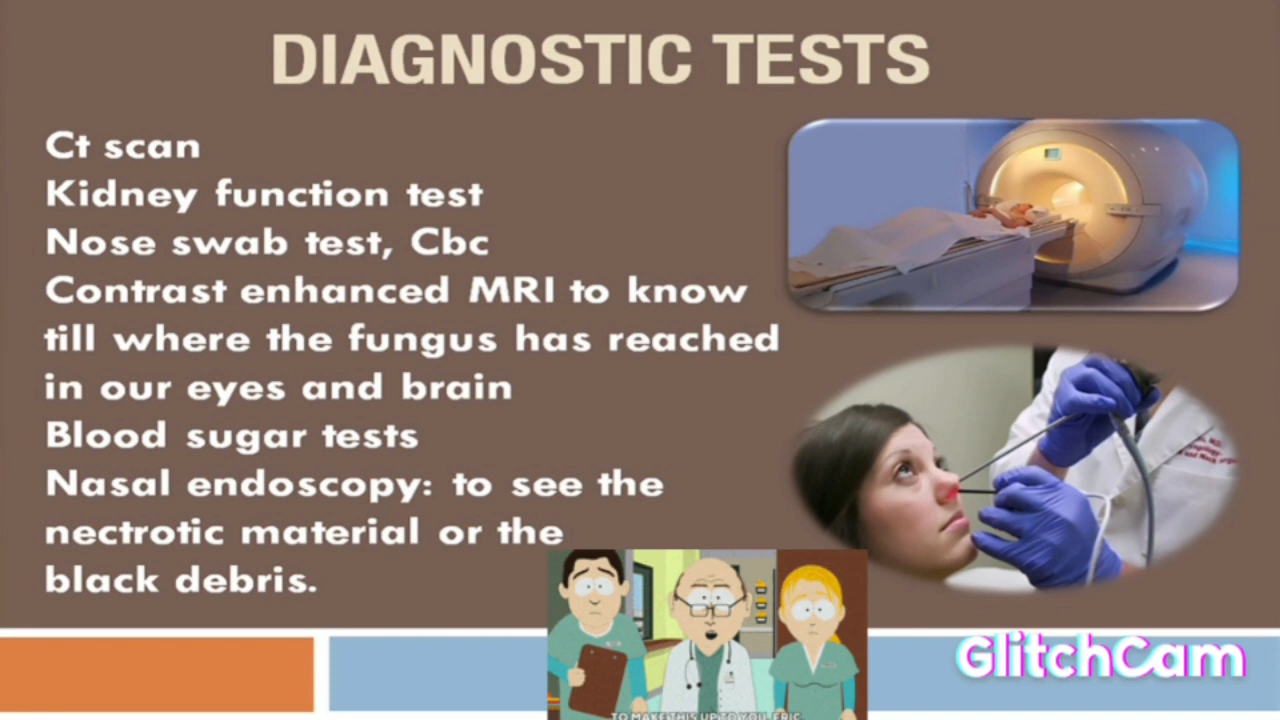 DIAGNOSTIC TESTS
Ct scan
Kidney function test
Nose swab test, Cbc
Contrast enhanced MRI to know
till where the fungus has reached
in our eyes and brain
Blood sugar tests
Nasal endoscopy: to see the
nectrotic material or the
black debris.
TO MAKE THIS UP TO YOU, ERIC.
GlitchCam